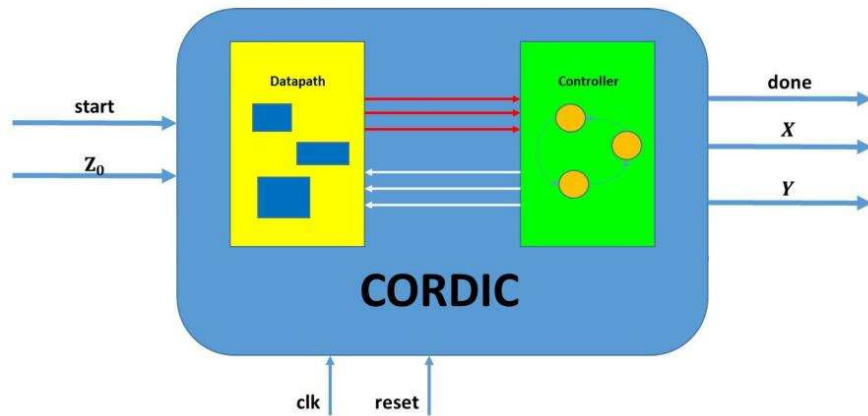 Datapath
Controller
start
done
X
Z₀
Y
CORDIC
clk
reset